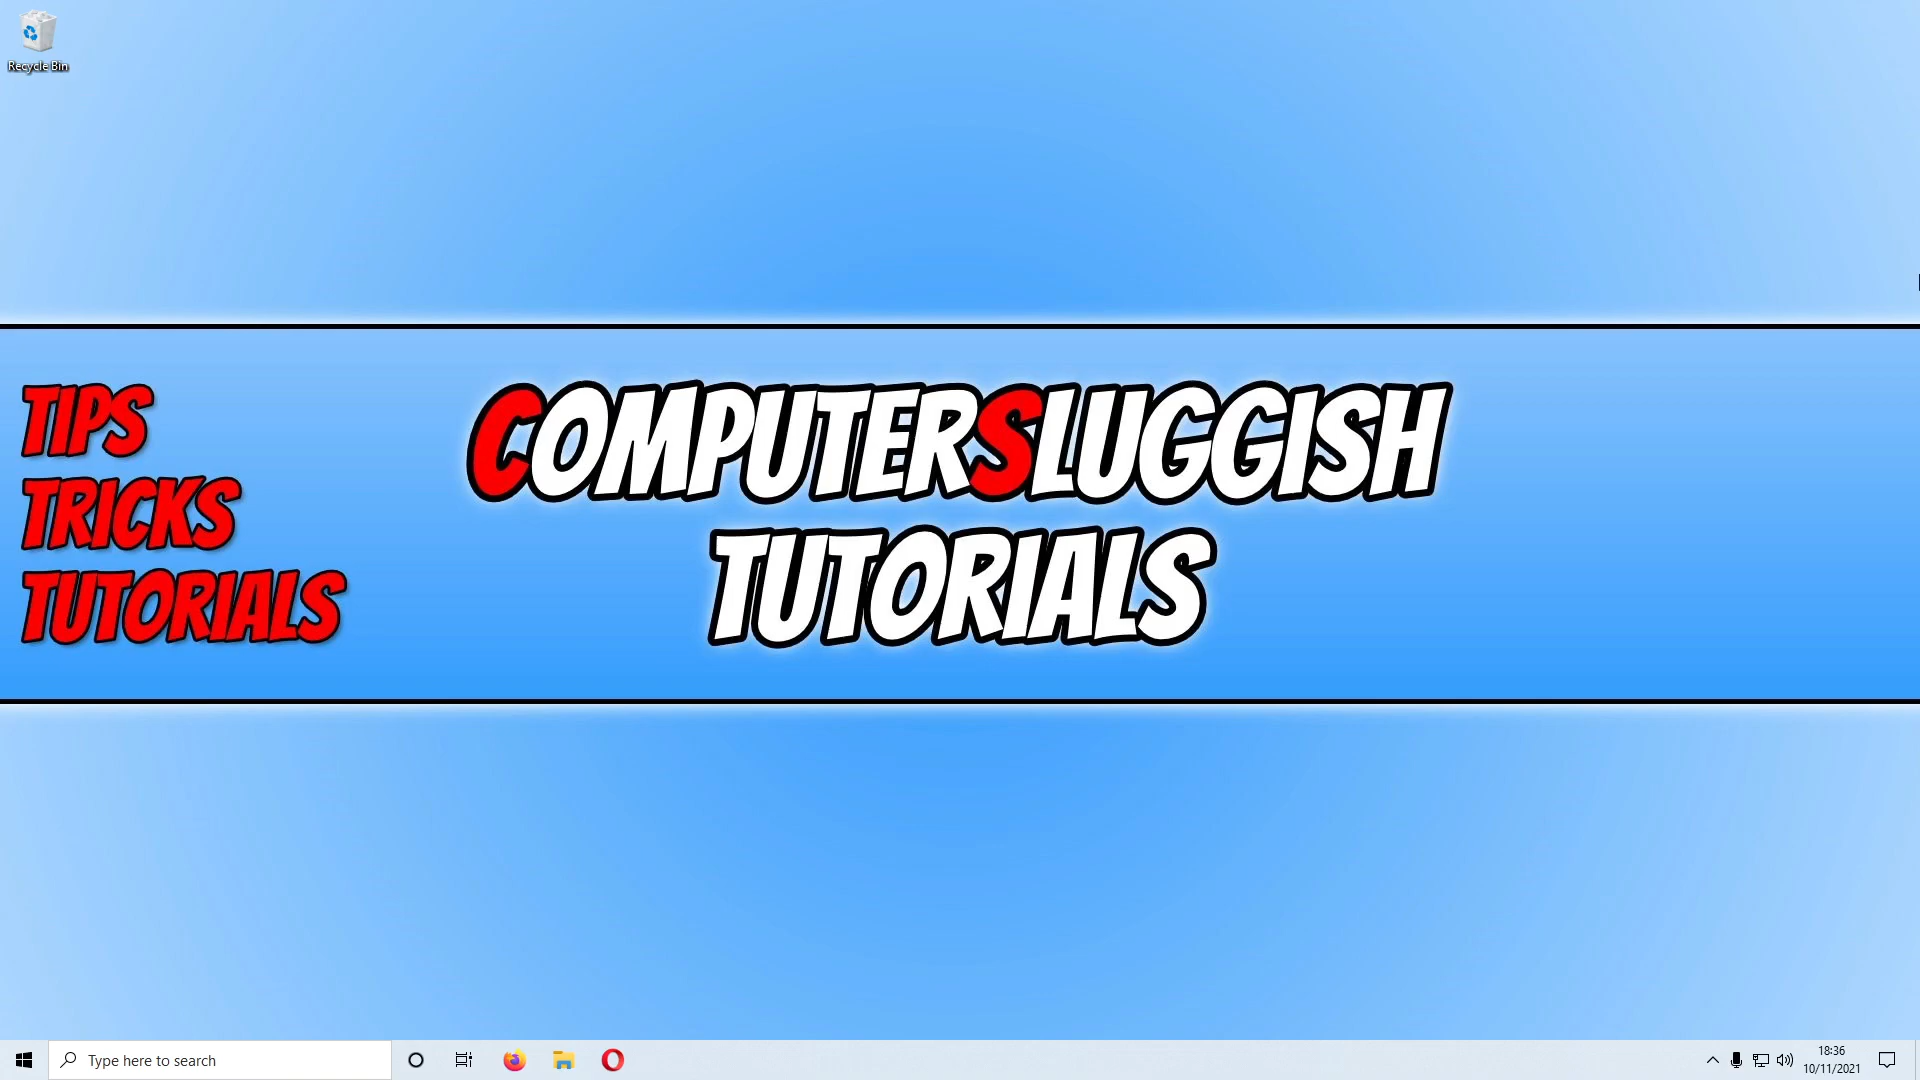 Recycle Bin
TIPS
TRICKS
TUTORIALS
COMPUTERSLUGGISH
TUTORIALS
Type here to search
18:36
10/11/2021